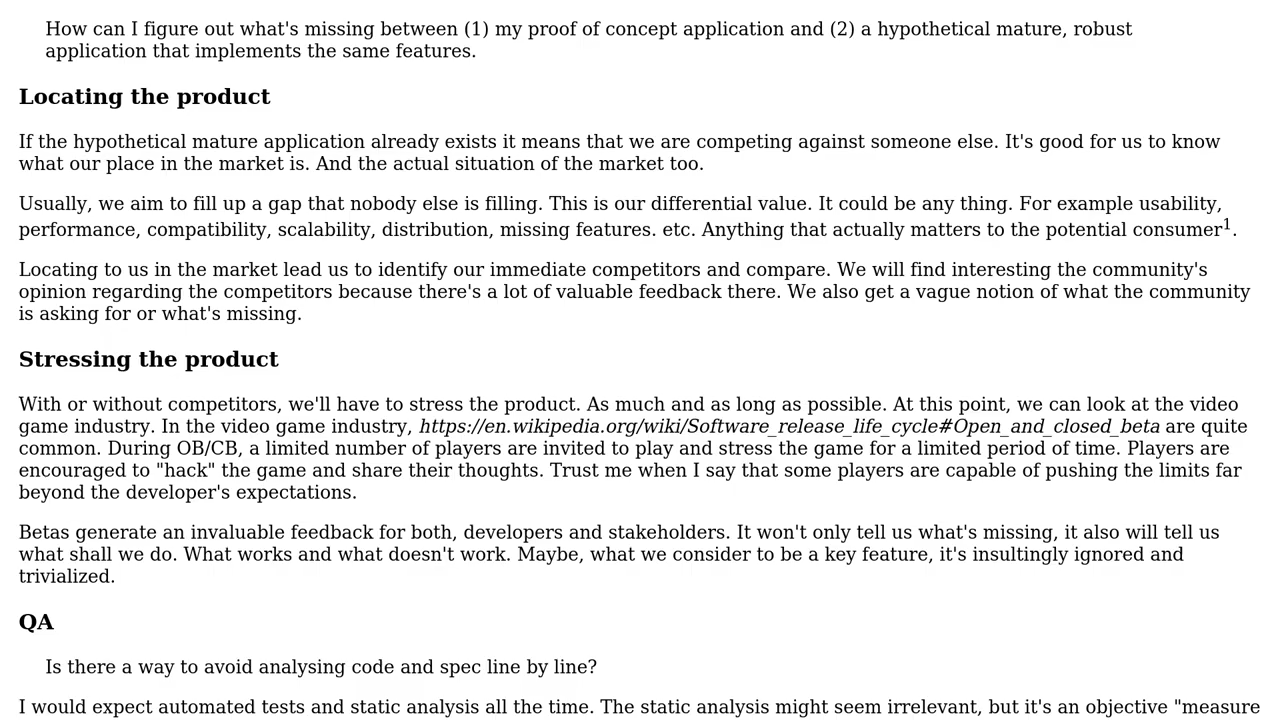 How can I figure out what's missing between (1) my proof of concept application and (2) a hypothetical mature, robust
application that implements the same features.
Locating the product
If the hypothetical mature application already exists it means that we are competing against someone else. It's good for us to know
what our place in the market is. And the actual situation of the market too.
Usually, we aim to fill up a gap that nobody else is filling. This is our differential value. It could be any thing. For example usability,
performance, compatibility, scalability, distribution, missing features. etc. Anything that actually matters to the potential consumer1.
Locating to us in the market lead us to identify our immediate competitors and compare. We will find interesting the community's
opinion regarding the competitors because there's a lot of valuable feedback there. We also get a vague notion of what the community
is asking for or what's missing.
Stressing the product
With or without competitors, we'll have to stress the product. As much and as long as possible. At this point, we can look at the video
game industry. In the video game industry, https://en.wikipedia.org/wiki/Software_release_life_cycle#Open_and_closed_beta are quite
common. During OB/CB, a limited number of players are invited to play and stress the game for a limited period of time. Players are
encouraged to "hack" the game and share their thoughts. Trust me when I say that some players are capable of pushing the limits far
beyond the developer's expectations.
Betas generate an invaluable feedback for both, developers and stakeholders. It won't only tell us what's missing, it also will tell us
what shall we do. What works and what doesn't work. Maybe, what we consider to be a key feature, it's insultingly ignored and
trivialized.
QA
Is there a way to avoid analysing code and spec line by line?
I would expect automated tests and static analysis all the time. The static analysis might seem irrelevant, but it's an objective "measure